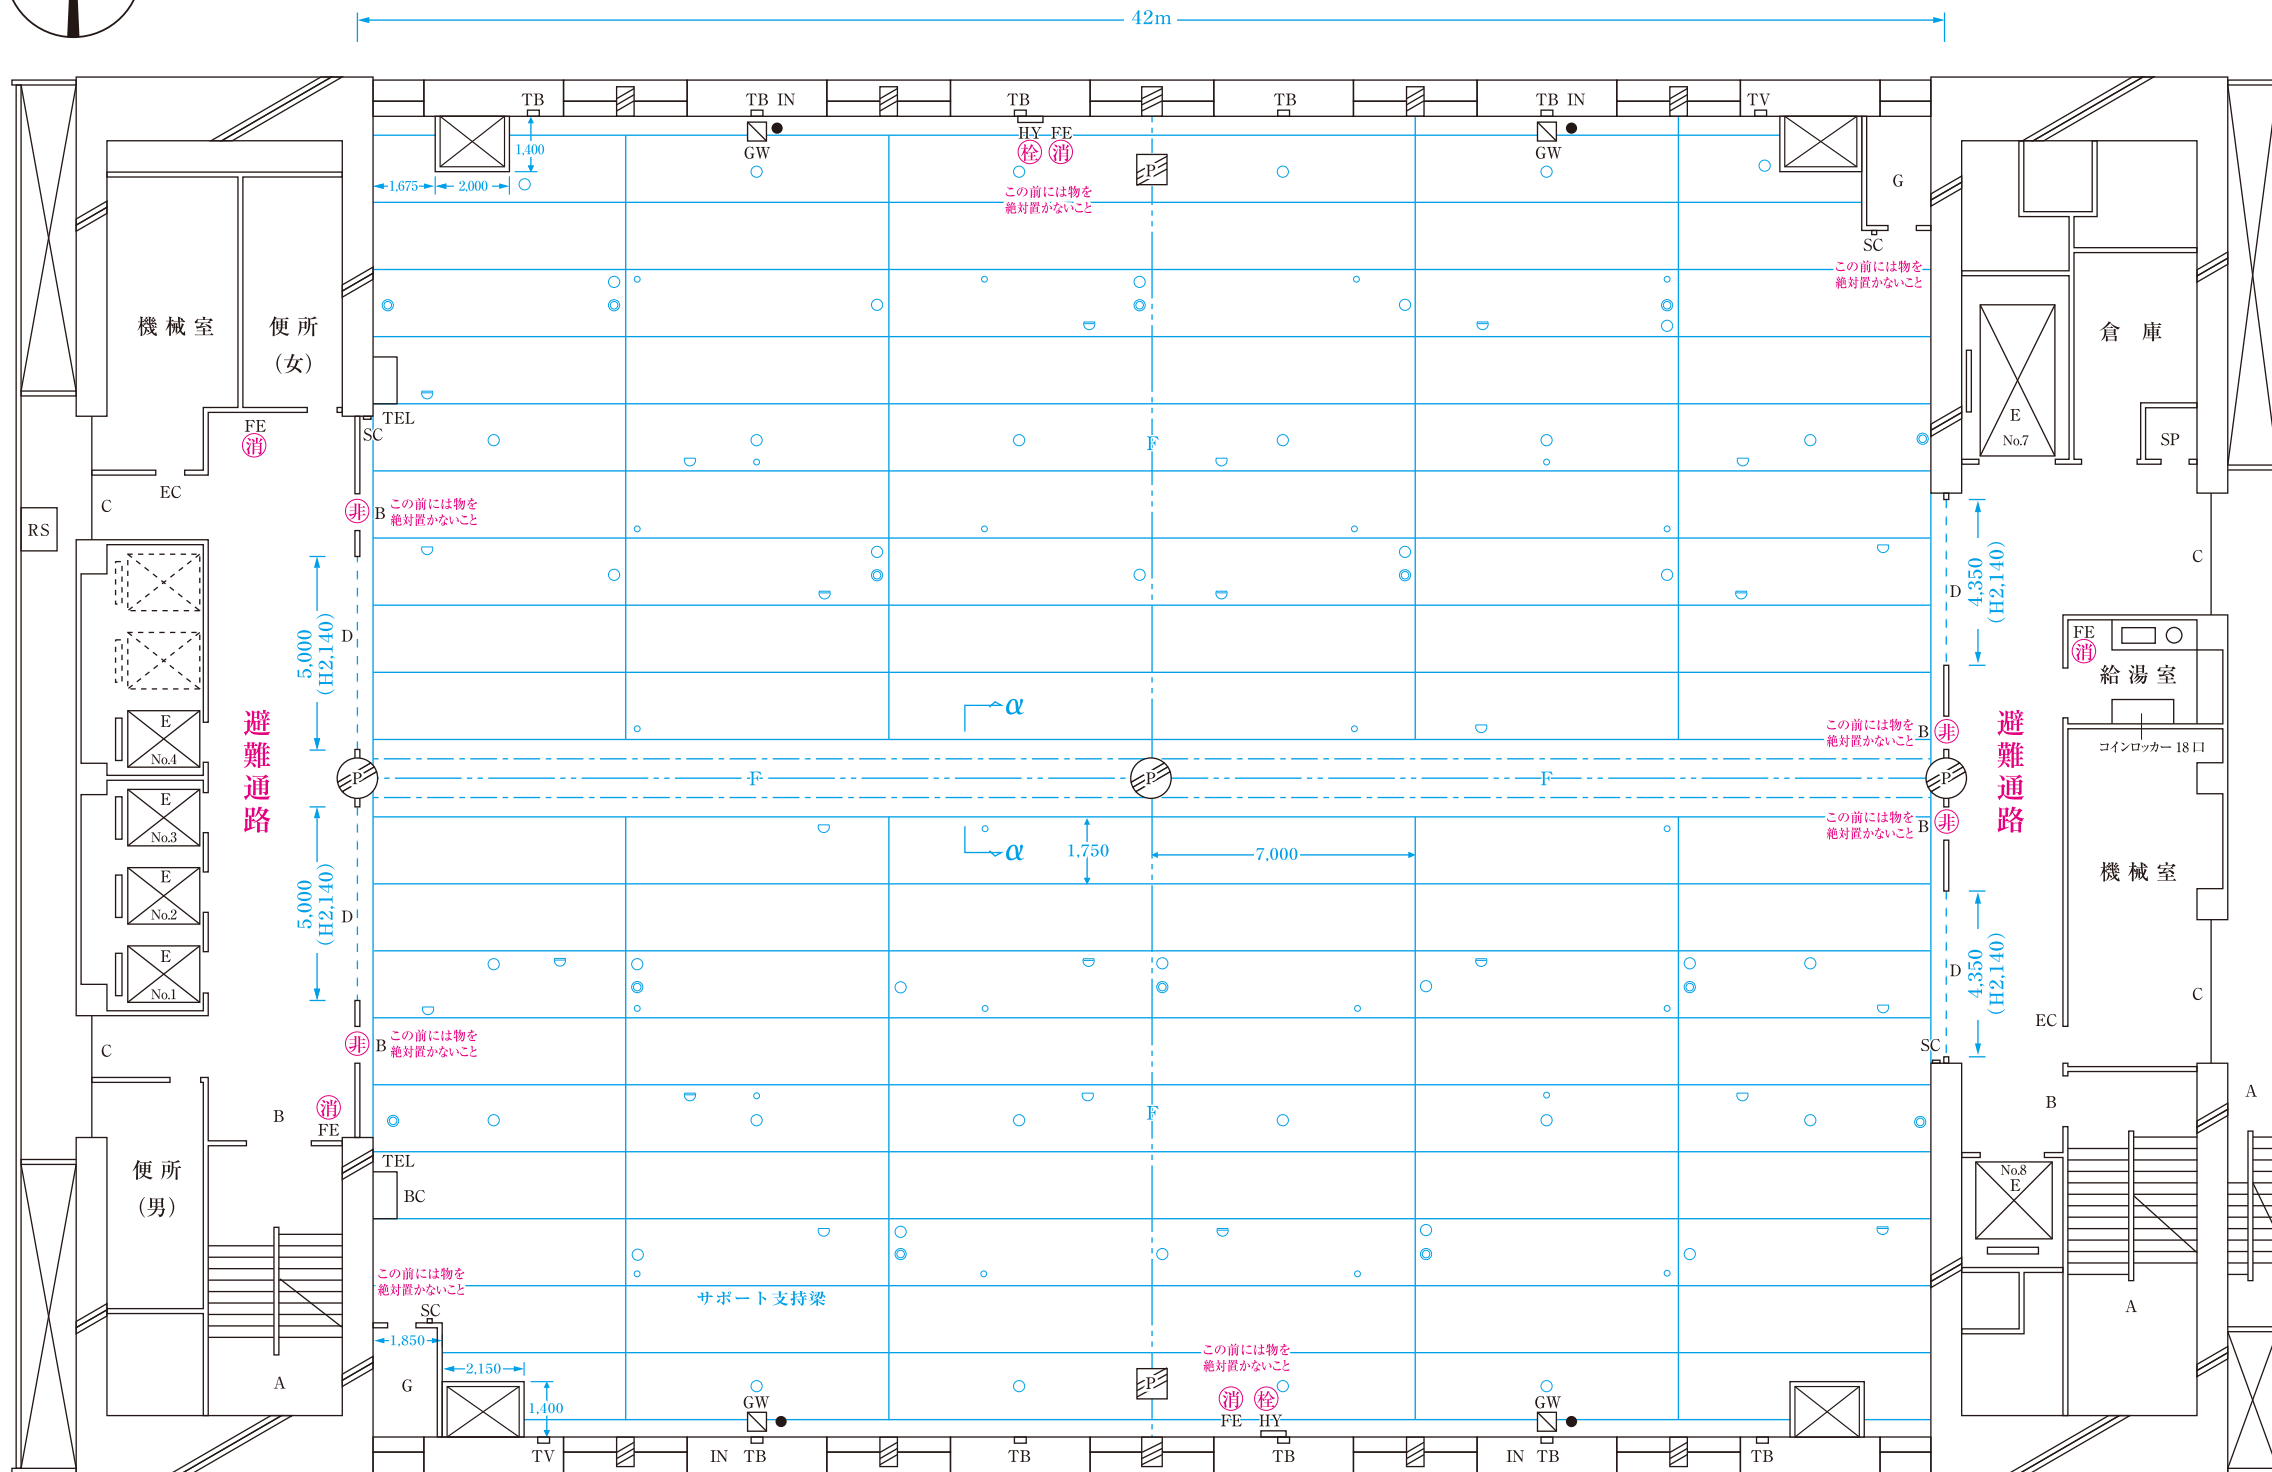 42m
TB
TB IN
TB
TB
TB IN
TV
HY FE
栓 消
GW
GW
P
1,400
1,675
2,000
この前には物を
絶対置かないこと
G
SC
この前には物を
絶対置かないこと
機械室
便所
(女)
倉 庫
E
No.7
SP
TEL
SC
FE
消
F
EC
C
RS
非 B
この前には物を
絶対置かないこと
5,000
(H2,140)
D
D
4,350
(H2,140)
C
FE
消
給湯室
コインロッカー 18口
E
No.4
避難通路
α
この前には物を
絶対置かないこと
B 非
避難通路
P
F
P
F
P
E
No.3
この前には物を
絶対置かないこと
B 非
α
1,750
7,000
機械室
E
No.2
5,000
(H2,140)
D
E
No.1
D
4,350
(H2,140)
C
EC
SC
C
非 B
この前には物を
絶対置かないこと
B
消
FE
F
B
A
便所
(男)
TEL
BC
No.8
E
この前には物を
絶対置かないこと
SC
サポート支持梁
A
1,850
2,150
この前には物を
絶対置かないこと
A
G
1,400
GW
P
消 栓
FE HY
GW
TV
IN TB
TB
TB
IN TB
TB